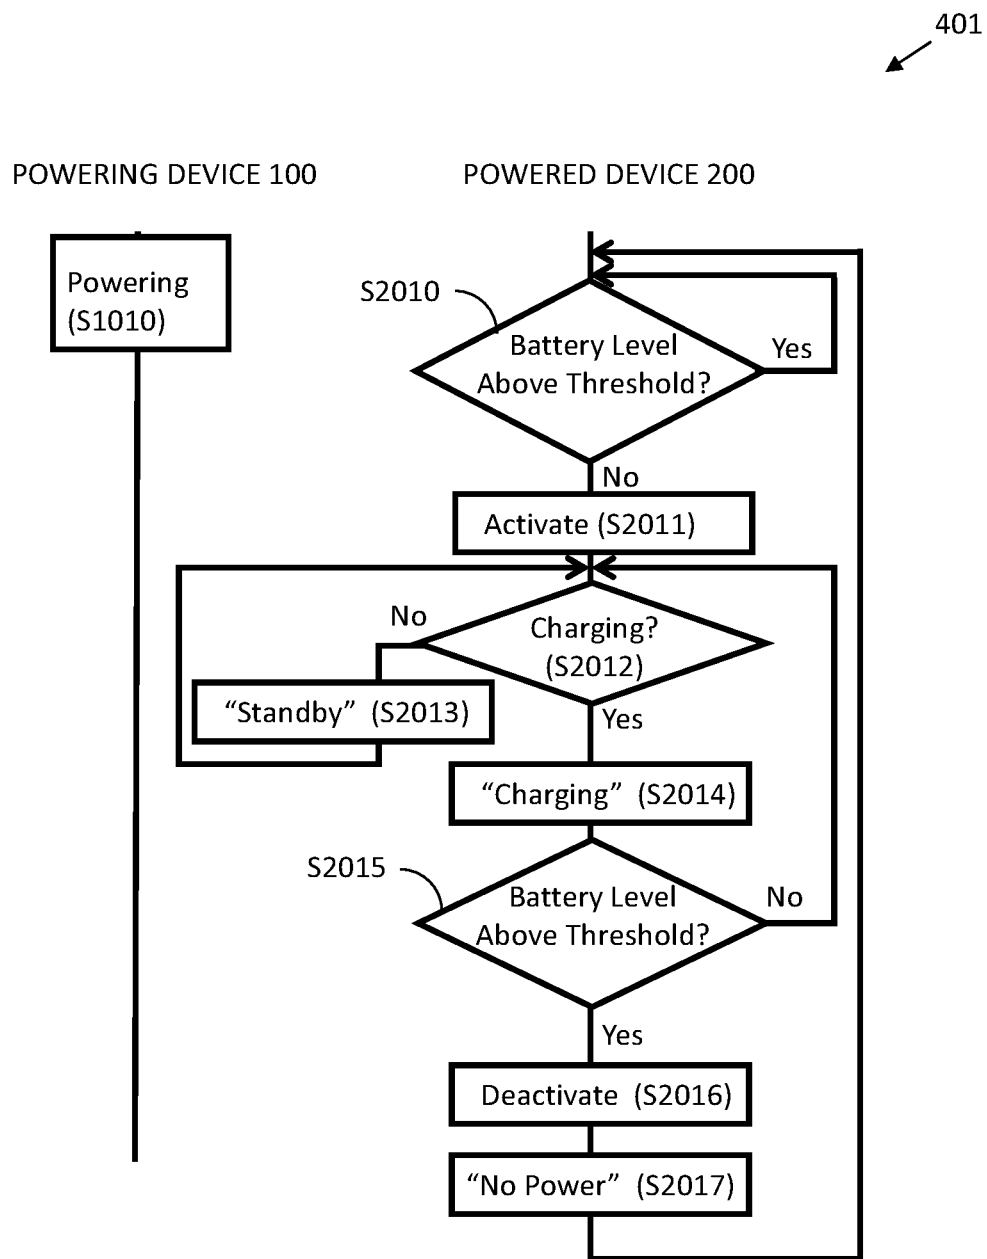 401
POWERING DEVICE 100
POWERED DEVICE 200
Powering
(S1010)
S2010
Battery Level
Above Threshold?
Yes
No
Activate (S2011)
No
Charging?
(S2012)
“Standby” (S2013)
Yes
“Charging” (S2014)
S2015
Battery Level
Above Threshold?
No
Yes
Deactivate (S2016)
“No Power” (S2017)